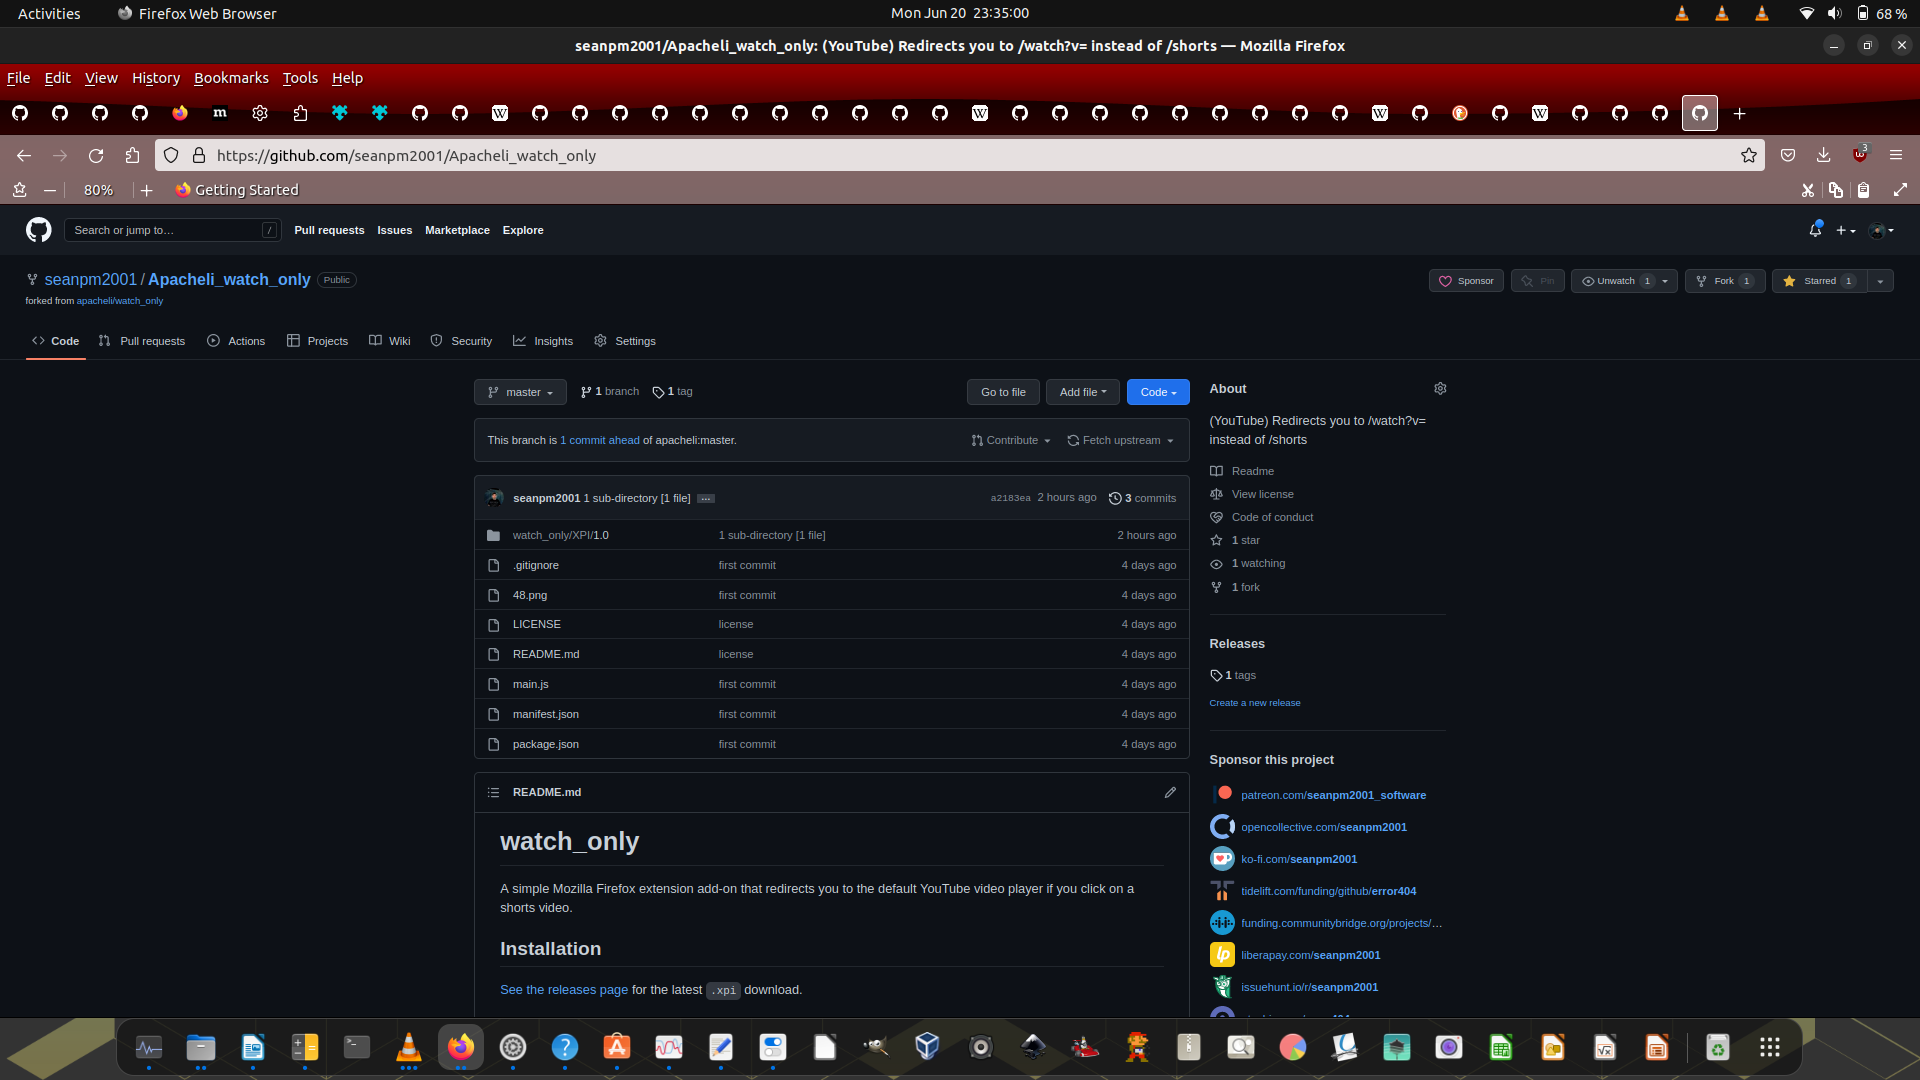 Activities
Firefox Web Browser
Mon Jun 20 23:35:00
68 %
seanpm2001/Apacheli_watch_only: (YouTube) Redirects you to /watch?v= instead of /shorts — Mozilla Firefox
File Edit View History Bookmarks Tools Help
https://github.com/seanpm2001/Apacheli_watch_only
3
80%
Getting Started
Search or jump to…
/
Pull requests Issues Marketplace Explore
seanpm2001 / Apacheli_watch_only Public
Sponsor
Pin
Unwatch 1
Fork 1
Starred 1
forked from apacheli/watch_only
Code Pull requests Actions Projects Wiki Security Insights Settings
master
1 branch
1 tag
Go to file
Add file
Code
This branch is 1 commit ahead of apacheli:master.
Contribute
Fetch upstream
seanpm2001 1 sub-directory [1 file] …
a2183ea 2 hours ago
3 commits
watch_only/XPI/1.0 1 sub-directory [1 file] 2 hours ago
.gitignore first commit 4 days ago
48.png first commit 4 days ago
LICENSE license 4 days ago
README.md license 4 days ago
main.js first commit 4 days ago
manifest.json first commit 4 days ago
package.json first commit 4 days ago
README.md
watch_only
A simple Mozilla Firefox extension add-on that redirects you to the default YouTube video player if you click on a
shorts video.
Installation
See the releases page for the latest .xpi download.
About
(YouTube) Redirects you to /watch?v=
instead of /shorts
Readme
View license
Code of conduct
1 star
1 watching
1 fork
Releases
1 tags
Create a new release
Sponsor this project
patreon.com/seanpm2001_software
opencollective.com/seanpm2001
ko-fi.com/seanpm2001
tidelift.com/funding/github/error404
funding.communitybridge.org/projects/…
liberapay.com/seanpm2001
issuehunt.io/r/seanpm2001